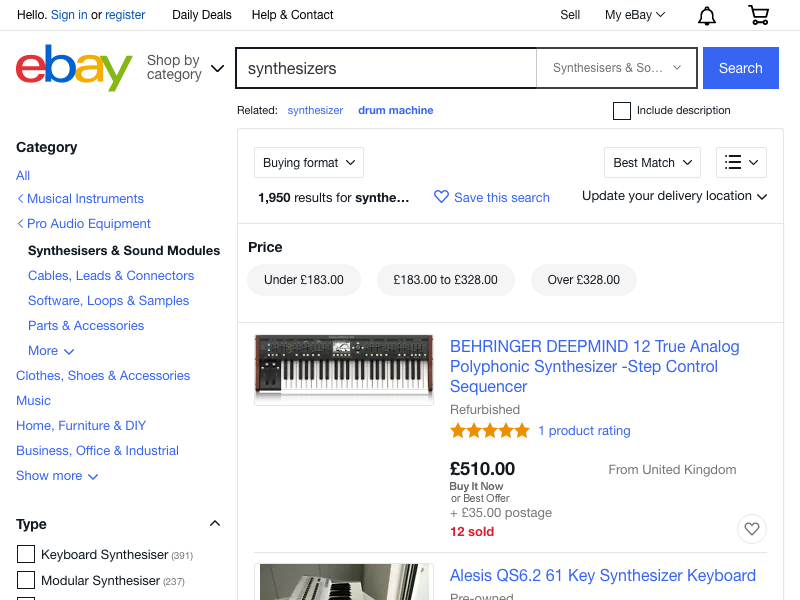 Hello. Sign in or register
Daily Deals
Help & Contact
Sell
My eBay
ebay
Shop by
category
synthesizers
Synthesisers & So...
Search
Related: synthesizer drum machine
Include description
Category
All
Musical Instruments
Pro Audio Equipment
Synthesisers & Sound Modules
Cables, Leads & Connectors
Software, Loops & Samples
Parts & Accessories
More
Clothes, Shoes & Accessories
Music
Home, Furniture & DIY
Business, Office & Industrial
Show more
Type
Keyboard Synthesiser (391)
Modular Synthesiser (237)
Buying format
Best Match
1,950 results for synthe...
Save this search
Update your delivery location
Price
Under £183.00
£183.00 to £328.00
Over £328.00
BEHRINGER DEEPMIND 12 True Analog
Polyphonic Synthesizer -Step Control
Sequencer
Refurbished
1 product rating
£510.00
From United Kingdom
Buy It Now
or Best Offer
+ £35.00 postage
12 sold
Alesis QS6.2 61 Key Synthesizer Keyboard
Pre-owned